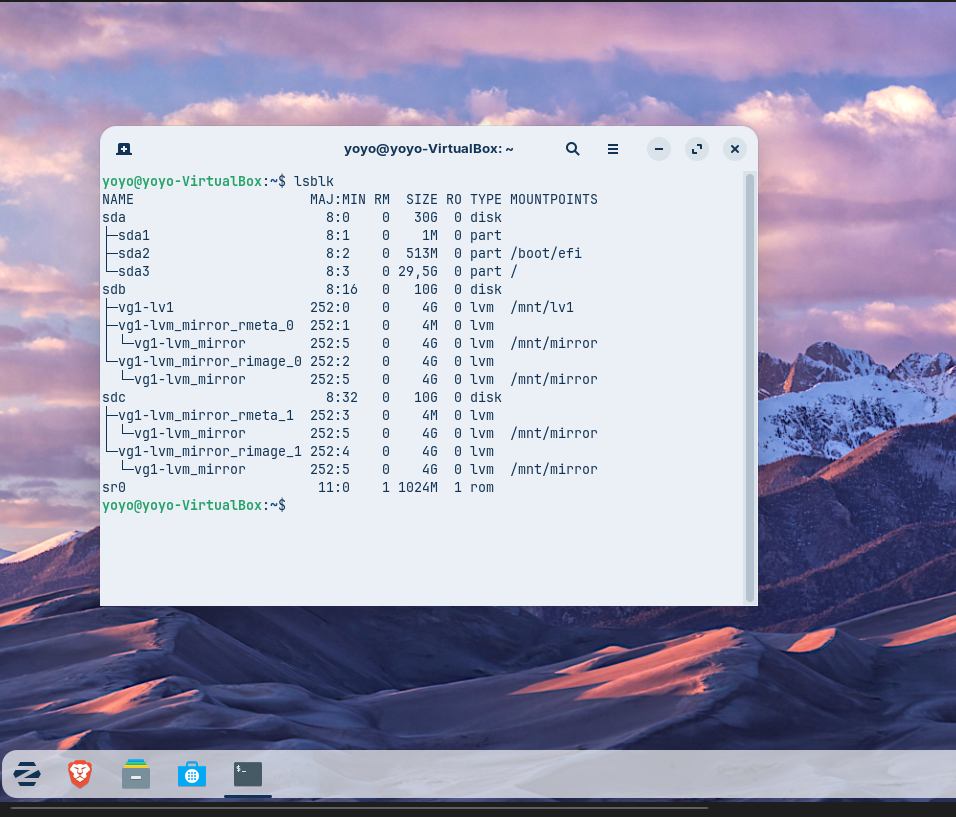 yoyo@yoyo-VirtualBox: ~
yoyo@yoyo-VirtualBox:~$ lsblk
NAME                      MAJ:MIN RM  SIZE RO TYPE MOUNTPOINTS
sda                         8:0    0   30G  0 disk
├─sda1                      8:1    0    1M  0 part
├─sda2                      8:2    0  513M  0 part /boot/efi
└─sda3                      8:3    0 29,5G  0 part /
sdb                         8:16   0   10G  0 disk
├─vg1-lv1                 252:0    0    4G  0 lvm  /mnt/lv1
├─vg1-lvm_mirror_rmeta_0  252:1    0    4M  0 lvm
│ └─vg1-lvm_mirror        252:5    0    4G  0 lvm  /mnt/mirror
└─vg1-lvm_mirror_rimage_0 252:2    0    4G  0 lvm
  └─vg1-lvm_mirror        252:5    0    4G  0 lvm  /mnt/mirror
sdc                         8:32   0   10G  0 disk
├─vg1-lvm_mirror_rmeta_1  252:3    0    4M  0 lvm
│ └─vg1-lvm_mirror        252:5    0    4G  0 lvm  /mnt/mirror
└─vg1-lvm_mirror_rimage_1 252:4    0    4G  0 lvm
  └─vg1-lvm_mirror        252:5    0    4G  0 lvm  /mnt/mirror
sr0                        11:0    1 1024M  1 rom
yoyo@yoyo-VirtualBox:~$
$_